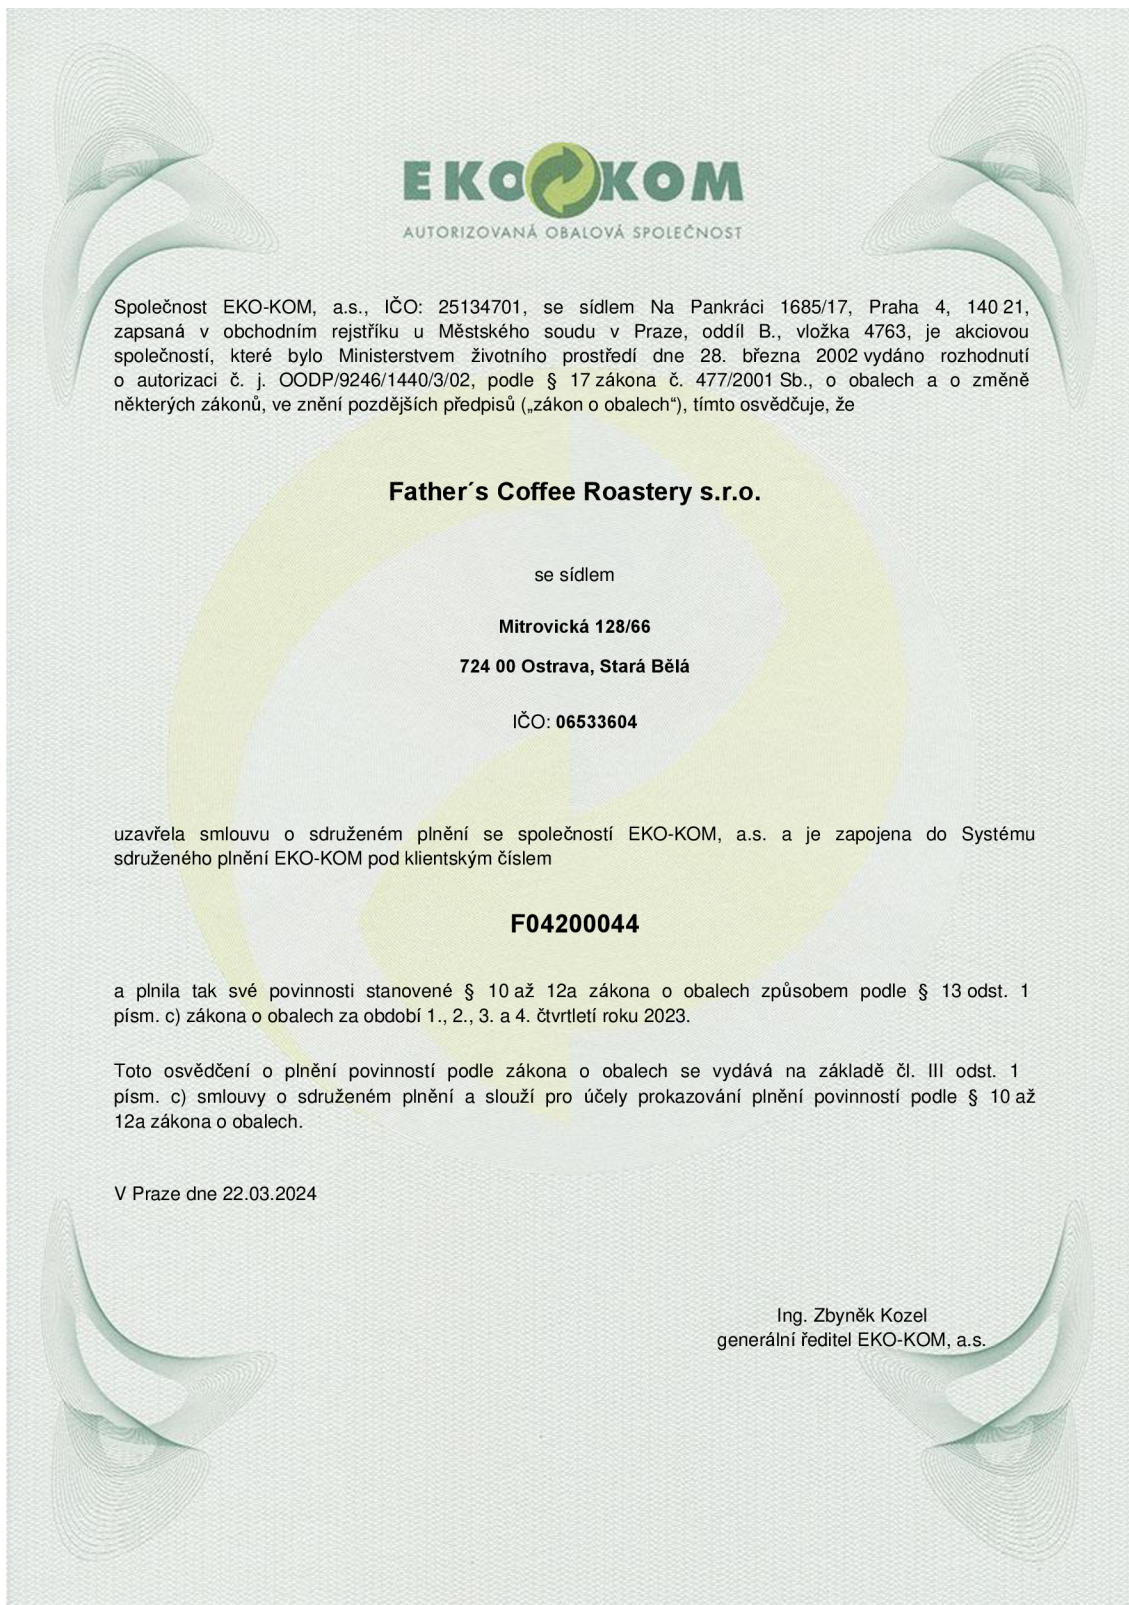 EKO KOM
AUTORIZOVANÁ OBALOVÁ SPOLEČNOST
Společnost EKO-KOM, a.s., IČO: 25134701, se sídlem Na Pankráci 1685/17, Praha 4, 140 21,
zapsaná v obchodním rejstříku u Městského soudu v Praze, oddíl B., vložka 4763, je akciovou
společností, které bylo Ministerstvem životního prostředí dne 28. března 2002 vydáno rozhodnutí
o autorizaci č. j. OODP/9246/1440/3/02, podle § 17 zákona č. 477/2001 Sb., o obalech a o změně
některých zákonů, ve znění pozdějších předpisů („zákon o obalech“), tímto osvědčuje, že
Father´s Coffee Roastery s.r.o.
se sídlem
Mitrovická 128/66
724 00 Ostrava, Stará Bělá
IČO: 06533604
uzavřela smlouvu o sdruženém plnění se společností EKO-KOM, a.s. a je zapojena do Systému
sdruženého plnění EKO-KOM pod klientským číslem
F04200044
a plnila tak své povinnosti stanovené § 10 až 12a zákona o obalech způsobem podle § 13 odst. 1
písm. c) zákona o obalech za období 1., 2., 3. a 4. čtvrtletí roku 2023.
Toto osvědčení o plnění povinností podle zákona o obalech se vydává na základě čl. III odst. 1
písm. c) smlouvy o sdruženém plnění a slouží pro účely prokazování plnění povinností podle § 10 až
12a zákona o obalech.
V Praze dne 22.03.2024
Ing. Zbyněk Kozel
generální ředitel EKO-KOM, a.s.